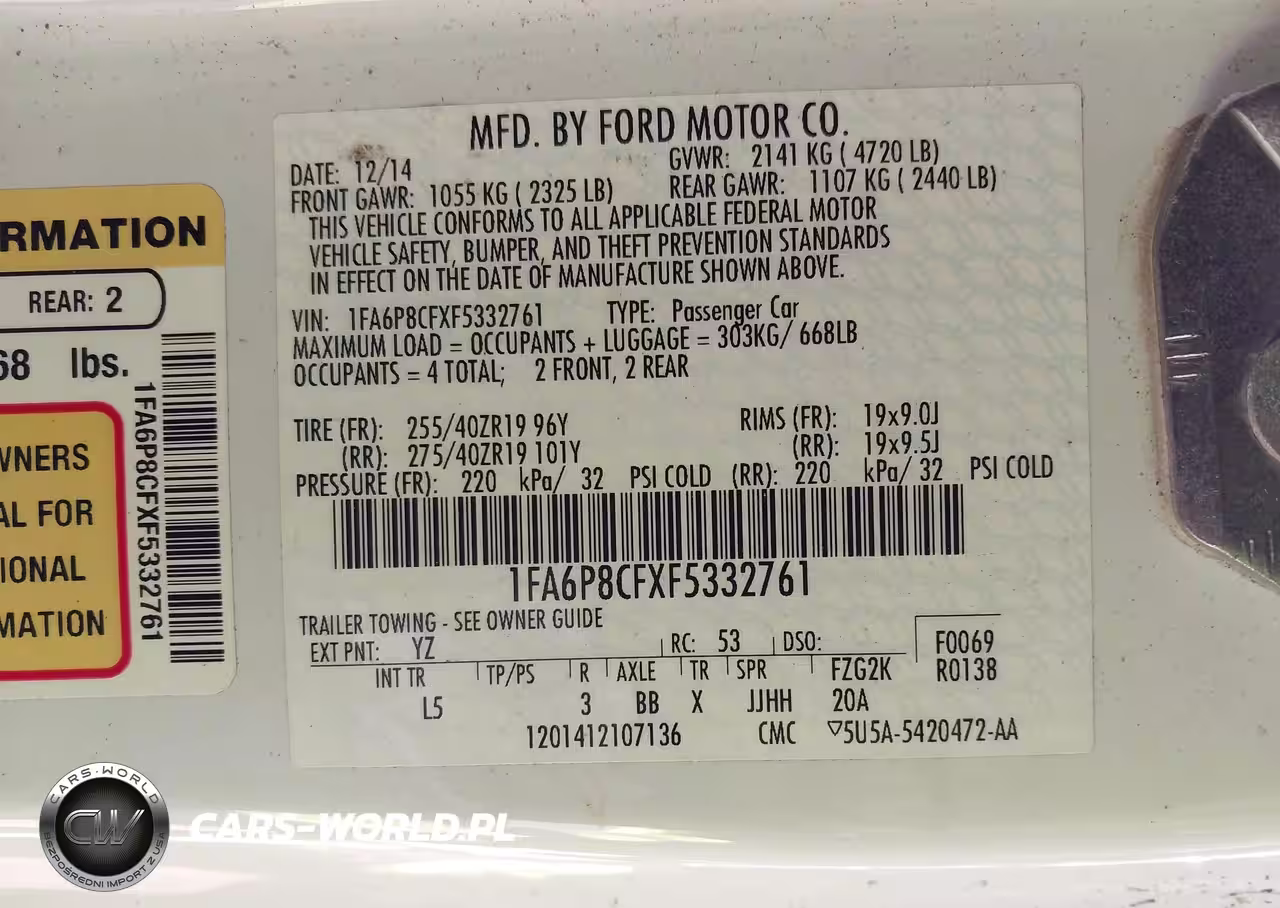 RMATION
REAR: 2
68 lbs.
WNERS
AL FOR
IONAL
MATION
1FA6P8CFXF5332761
MFD. BY FORD MOTOR CO.
DATE: 12/14 GVWR: 2141 KG ( 4720 LB)
FRONT GAWR: 1055 KG ( 2325 LB) REAR GAWR: 1107 KG ( 2440 LB)
THIS VEHICLE CONFORMS TO ALL APPLICABLE FEDERAL MOTOR
VEHICLE SAFETY, BUMPER, AND THEFT PREVENTION STANDARDS
IN EFFECT ON THE DATE OF MANUFACTURE SHOWN ABOVE.
VIN: 1FA6P8CFXF5332761 TYPE: Passenger Car
MAXIMUM LOAD = OCCUPANTS + LUGGAGE = 303KG/ 668LB
OCCUPANTS = 4 TOTAL; 2 FRONT, 2 REAR
TIRE (FR): 255/40ZR19 96Y RIMS (FR): 19x9.0J
(RR): 275/40ZR19 101Y (RR): 19x9.5J
PRESSURE (FR): 220 kPa/ 32 PSI COLD (RR): 220 kPa/ 32 PSI COLD
1FA6P8CFXF5332761
TRAILER TOWING - SEE OWNER GUIDE
EXT PNT: YZ RC: 53 DSO: F0069
INT TR TP/PS R AXLE TR SPR FZG2K R0138
L5 3 BB X JJHH 20A
1201412107136 CMC ▽5U5A-5420472-AA
CARS-WORLD
CW
BEZPOŚREDNI IMPORT Z USA
CARS-WORLD.PL